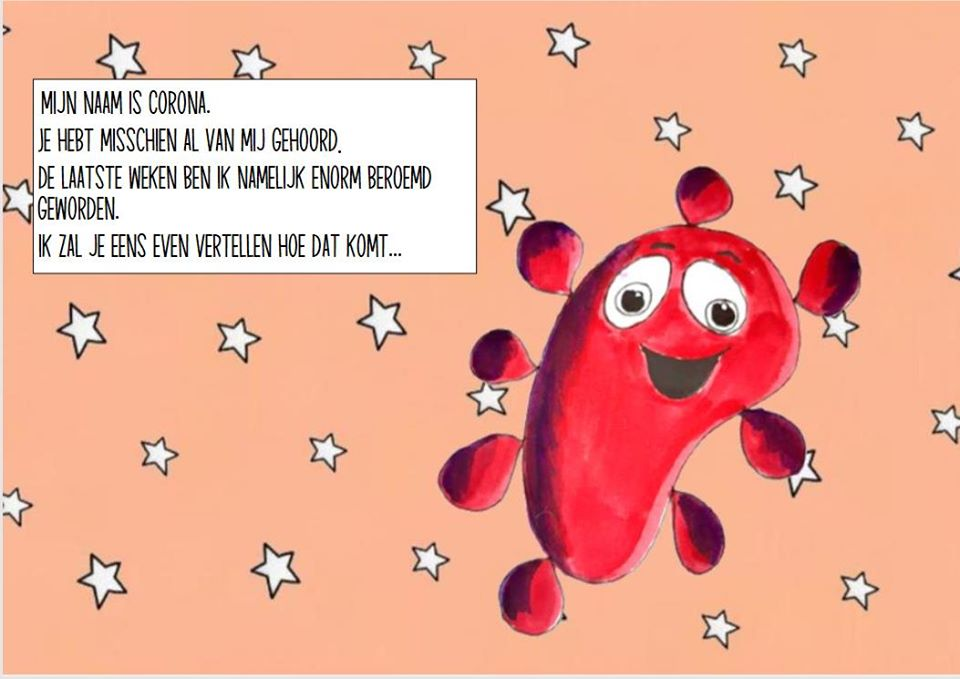 MIJN NAAM IS CORONA.
JE HEBT MISSCHIEN AL VAN MIJ GEHOORD.
DE LAATSTE WEKEN BEN IK NAMELIJK ENORM BEROEMD
GEWORDEN.
IK ZAL JE EENS EVEN VERTELLEN HOE DAT KOMT...